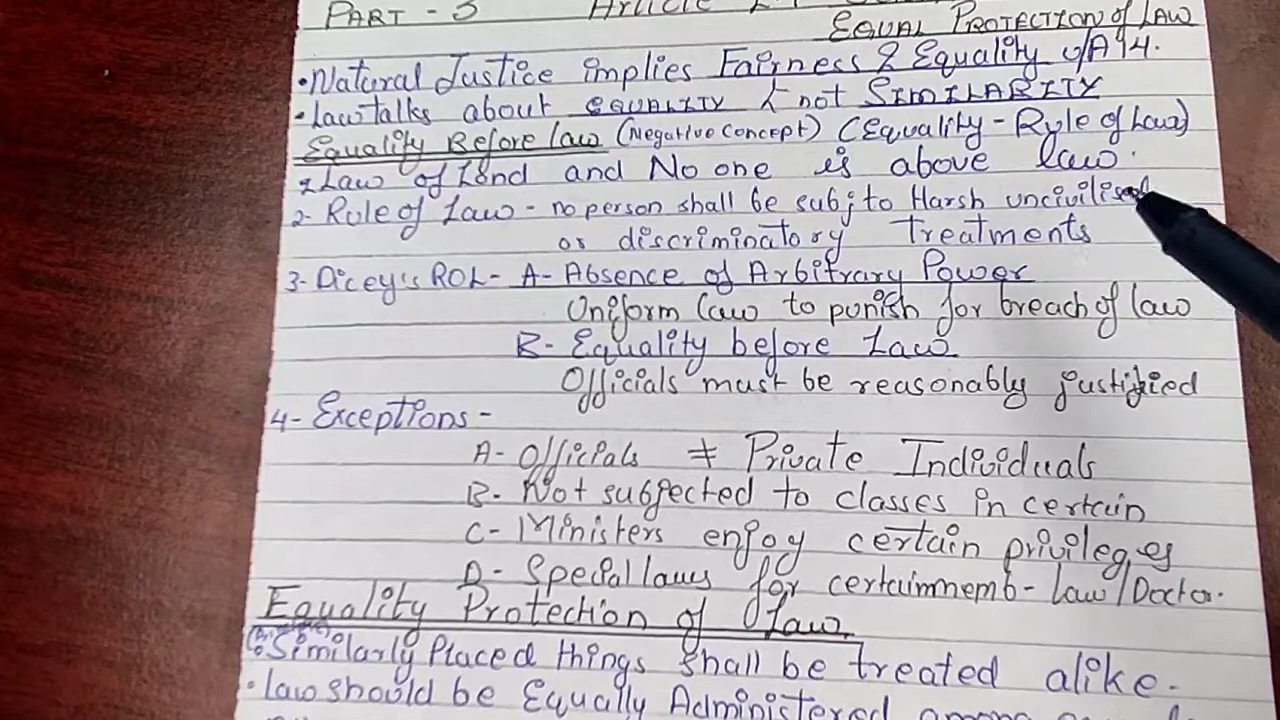 PART - 3 Article
EQUAL PROTECTION of LAW
• Natural Justice implies Fairness & Equality u/A 14.
• Law talks about EQUALITY & not SIMILARITY
Equality Before law (Negative concept) (Equality - Rule of Law)
1- Law of Land and No one is above law.
2- Rule of Law - no person shall be subj to Harsh uncivilised
or discriminatory treatments
3- Dicey's ROL - A- Absence of Arbitrary Power
Uniform law to punish for breach of law
B- Equality before Law
Officials must be reasonably justified
4- Exceptions -
A- Officials ≠ Private Individuals
B- Not subjected to classes in certain
C- Ministers enjoy certain privileges
D- Special laws for certain memb - law/Doctor.
Equality Protection of Law
Similarly Placed things shall be treated alike.
• law should be Equally Administered among